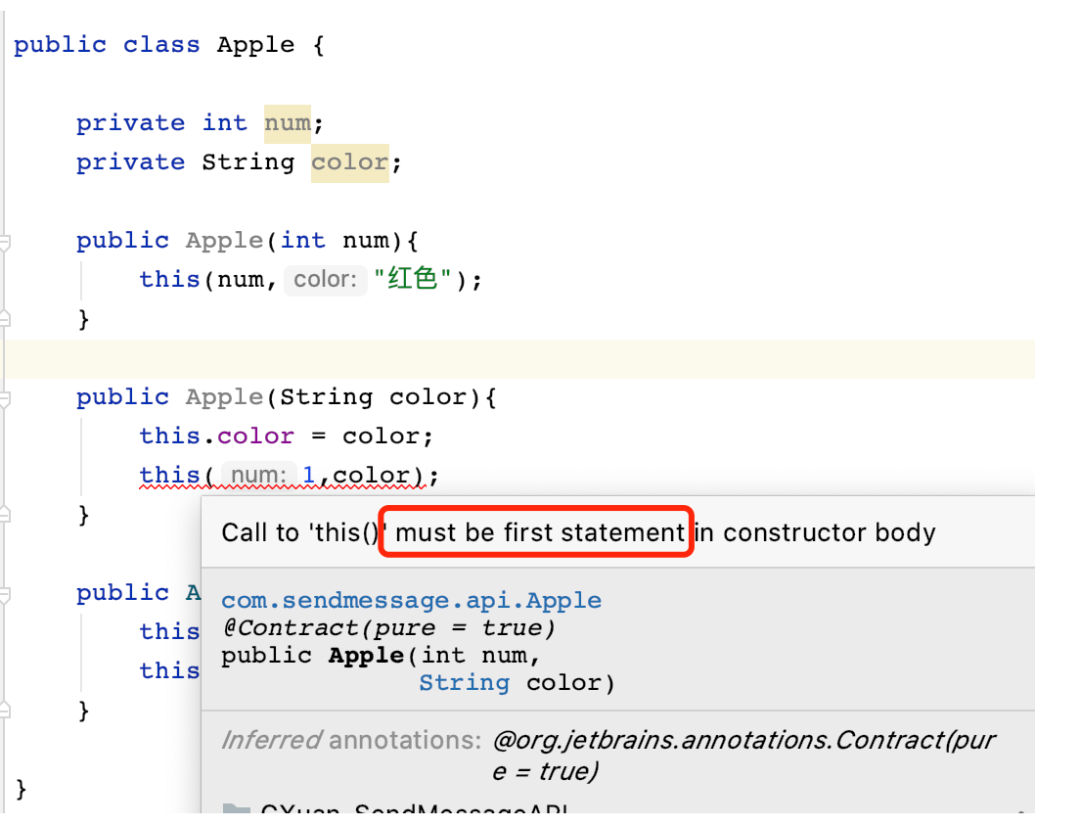 public class Apple {
private int num;
private String color;
public Apple(int num){
this(num, color: "红色");
}
public Apple(String color){
this.color = color;
this( num: 1,color);
}
Call to 'this()' must be first statement in constructor body
public A
com.sendmessage.api.Apple
this
@Contract(pure = true)
public Apple(int num,
this
String color)
}
Inferred annotations: @org.jetbrains.annotations.Contract(pur
e = true)
}